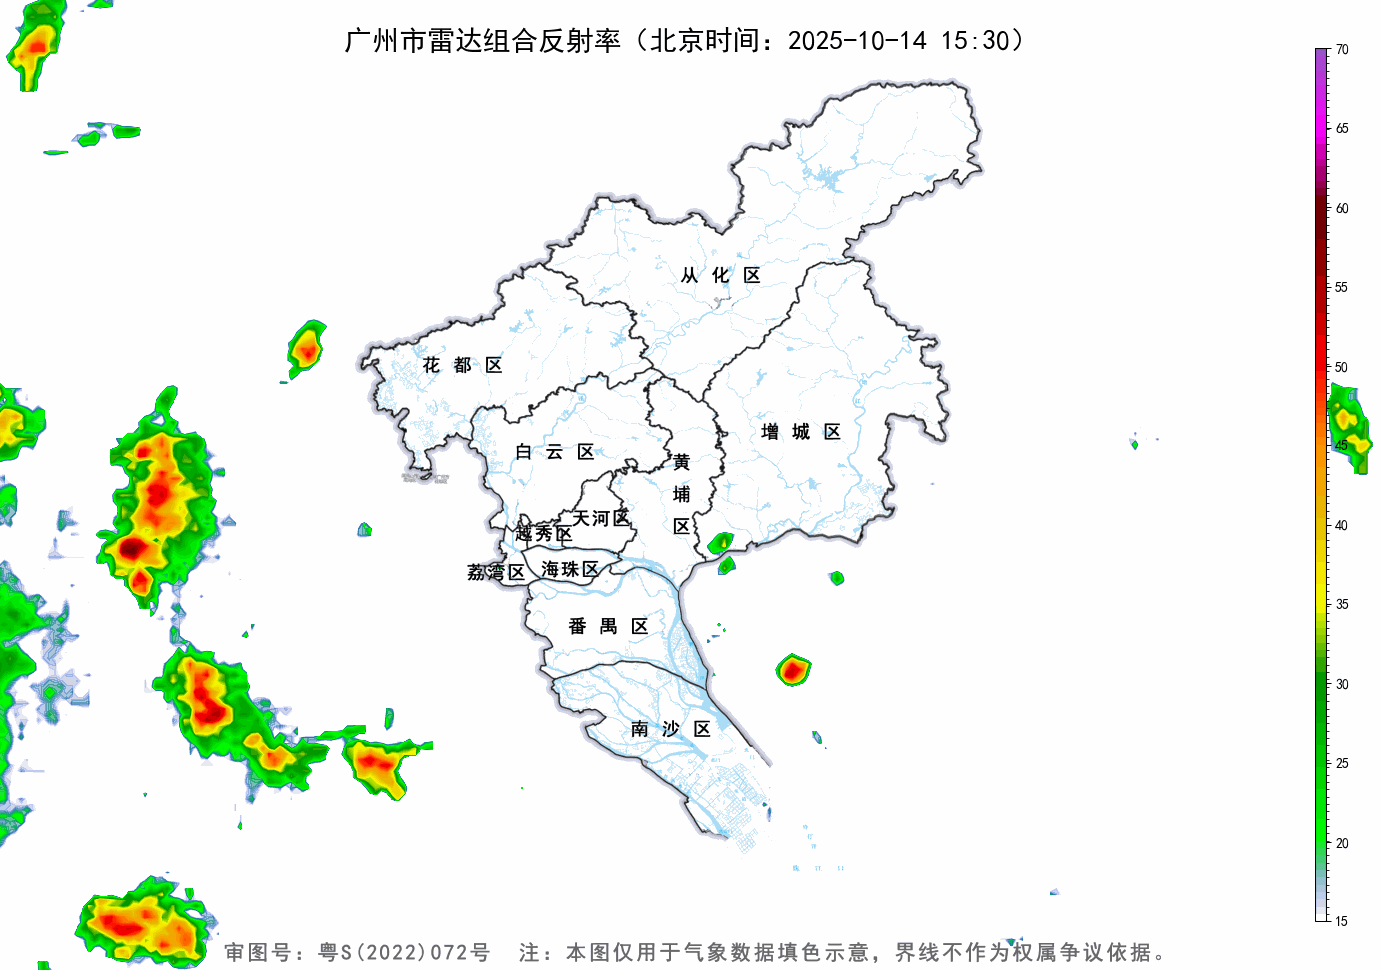 广州市雷达组合反射率（北京时间：2025-10-14 15:30）
70
65
60
55
50
45
40
35
30
25
20
15
从化区
花都区
增城区
白云区
黄埔区
天河区
越秀区
海珠区
荔湾区
番禺区
南沙区
审图号：粤S(2022)072号 注：本图仅用于气象数据填色示意，界线不作为权属争议依据。